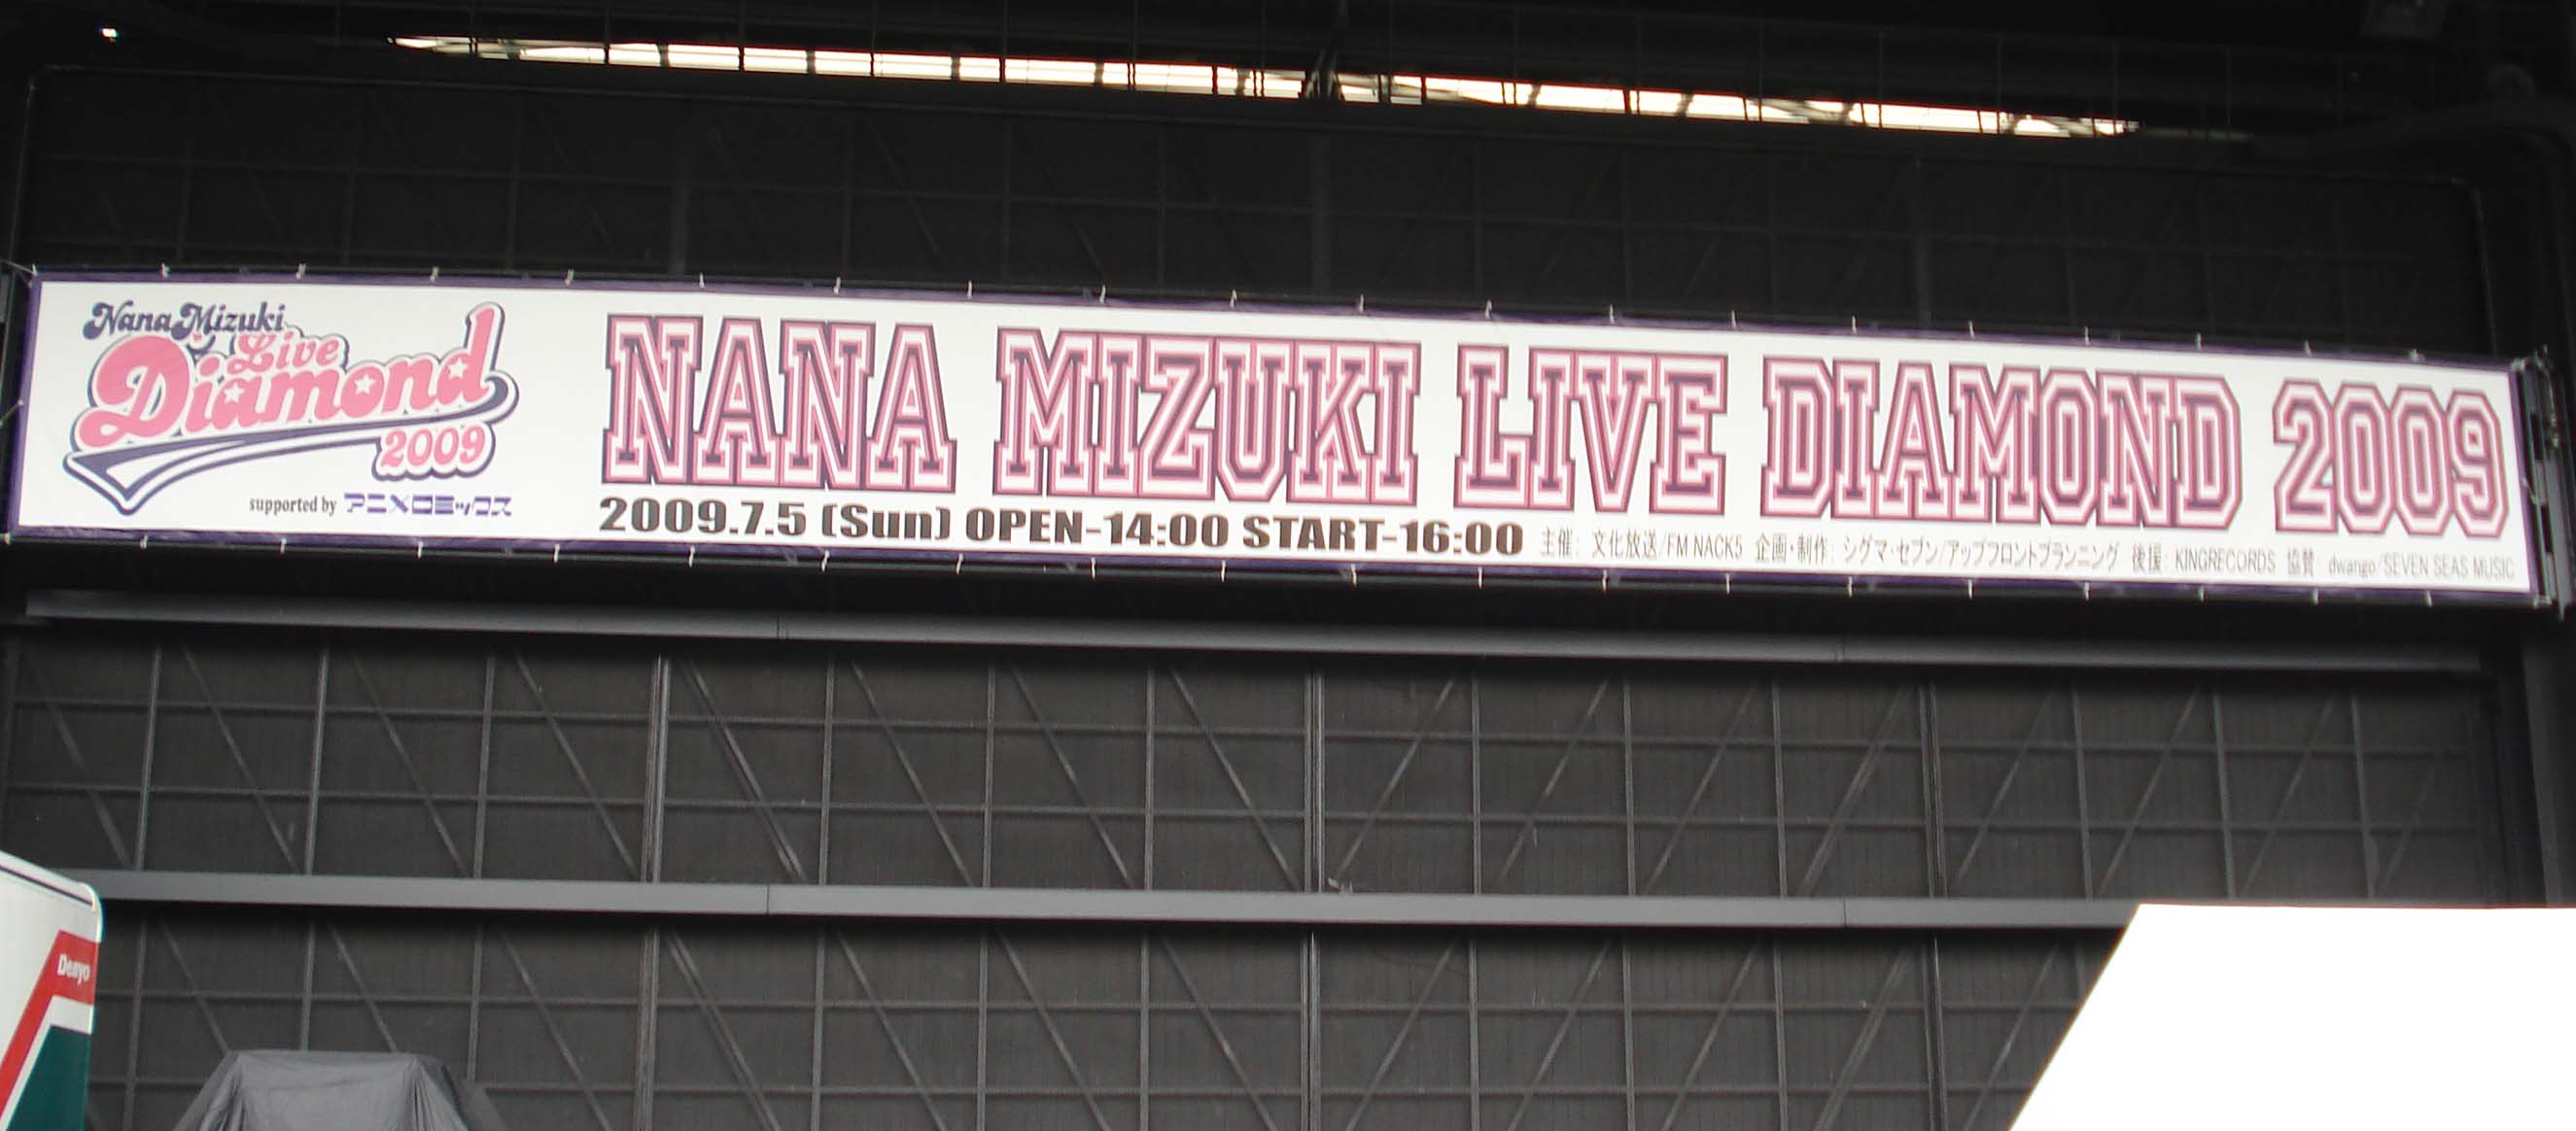 Nana Mizuki
Live
Diamond
2009
supported by アニメロミックス
NANA MIZUKI LIVE DIAMOND 2009
2009.7.5 (Sun) OPEN-14:00 START-16:00 主催: 文化放送/FM NACK5 企画・制作: シグマ・セブン/アップフロントプランニング 後援: KINGRECORDS 協賛: dwango/SEVEN SEAS MUSIC
Denyo